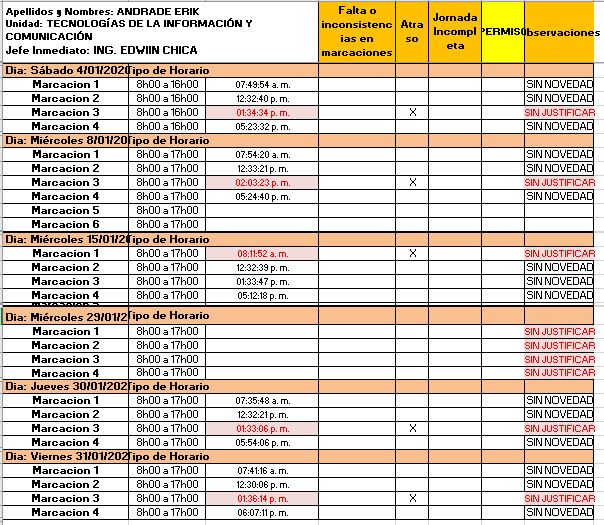 Apellidos y Nombres: ANDRADE ERIK
Unidad: TECNOLOGÍAS DE LA INFORMACIÓN Y
COMUNICACIÓN
Jefe Inmediato: ING. EDWIIN CHICA
Falta o
inconsistenc
ias en
marcaciones
Atra
so
Jornada
Incompl
eta
PERMISO
bservaciones
Dia: Sábado 4/01/2020 Tipo de Horario
Marcacion 1 8h00 a 16h00 07:49:54 a. m. SIN NOVEDAD
Marcacion 2 8h00 a 16h00 12:32:40 p. m. SIN NOVEDAD
Marcacion 3 8h00 a 16h00 01:34:34 p. m. X SIN JUSTIFICAR
Marcacion 4 8h00 a 16h00 05:23:32 p. m. SIN NOVEDAD
Dia: Miércoles 8/01/20 Tipo de Horario
Marcacion 1 8h00 a 17h00 07:54:20 a. m. SIN NOVEDAD
Marcacion 2 8h00 a 17h00 12:33:21 p. m. SIN NOVEDAD
Marcacion 3 8h00 a 17h00 02:03:23 p. m. X SIN JUSTIFICAR
Marcacion 4 8h00 a 17h00 05:24:40 p. m. SIN NOVEDAD
Marcacion 5 8h00 a 17h00
Marcacion 6 8h00 a 17h00
Dia: Miércoles 15/01/20 Tipo de Horario
Marcacion 1 8h00 a 17h00 08:11:52 a. m. X SIN JUSTIFICAR
Marcacion 2 8h00 a 17h00 12:32:39 p. m. SIN NOVEDAD
Marcacion 3 8h00 a 17h00 01:33:47 p. m. SIN NOVEDAD
Marcacion 4 8h00 a 17h00 05:12:18 p. m. SIN NOVEDAD
Dia: Miércoles 29/01/2 Tipo de Horario
Marcacion 1 8h00 a 17h00 SIN JUSTIFICAR
Marcacion 2 8h00 a 17h00 SIN JUSTIFICAR
Marcacion 3 8h00 a 17h00 SIN JUSTIFICAR
Marcacion 4 8h00 a 17h00 SIN JUSTIFICAR
Dia: Jueves 30/01/202 Tipo de Horario
Marcacion 1 8h00 a 17h00 07:35:48 a. m. SIN NOVEDAD
Marcacion 2 8h00 a 17h00 12:32:21 p. m. SIN NOVEDAD
Marcacion 3 8h00 a 17h00 01:33:06 p. m. X SIN JUSTIFICAR
Marcacion 4 8h00 a 17h00 05:54:06 p. m. SIN NOVEDAD
Dia: Viernes 31/01/202 Tipo de Horario
Marcacion 1 8h00 a 17h00 07:41:16 a. m. SIN NOVEDAD
Marcacion 2 8h00 a 17h00 12:30:06 p. m. SIN NOVEDAD
Marcacion 3 8h00 a 17h00 01:36:14 p. m. X SIN JUSTIFICAR
Marcacion 4 8h00 a 17h00 06:07:11 p. m. SIN NOVEDAD